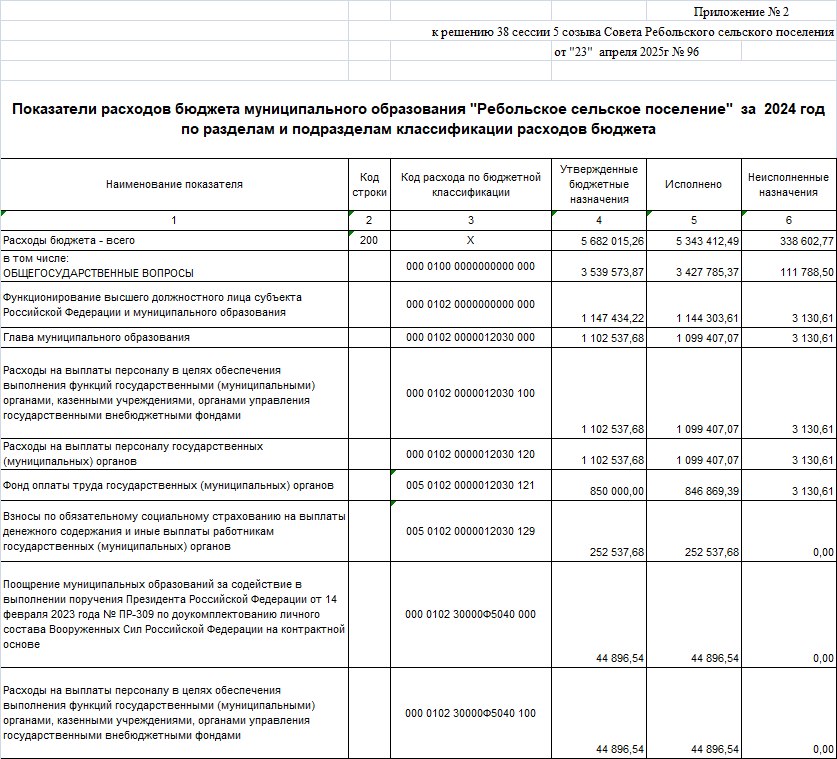 Приложение № 2
к решению 38 сессии 5 созыва Совета Ребольского сельского поселения
от "23"  апреля 2025г № 96
Показатели расходов бюджета муниципального образования "Ребольское сельское поселение"  за  2024 год
по разделам и подразделам классификации расходов бюджета
Наименование показателя
Код
строки
Код расхода по бюджетной
классификации
Утвержденные
бюджетные
назначения
Исполнено
Неисполненные
назначения
1 2 3 4 5 6
Расходы бюджета - всего 200 X 5 682 015,26 5 343 412,49 338 602,77
в том числе:
ОБЩЕГОСУДАРСТВЕННЫЕ ВОПРОСЫ
000 0100 0000000000 000 3 539 573,87 3 427 785,37 111 788,50
Функционирование высшего должностного лица субъекта
Российской Федерации и муниципального образования
000 0102 0000000000 000 1 147 434,22 1 144 303,61 3 130,61
Глава муниципального образования 000 0102 0000012030 000 1 102 537,68 1 099 407,07 3 130,61
Расходы на выплаты персоналу в целях обеспечения
выполнения функций государственными (муниципальными)
органами, казенными учреждениями, органами управления
государственными внебюджетными фондами
000 0102 0000012030 100 1 102 537,68 1 099 407,07 3 130,61
Расходы на выплаты персоналу государственных
(муниципальных) органов
000 0102 0000012030 120 1 102 537,68 1 099 407,07 3 130,61
Фонд оплаты труда государственных (муниципальных) органов 005 0102 0000012030 121 850 000,00 846 869,39 3 130,61
Взносы по обязательному социальному страхованию на выплаты
денежного содержания и иные выплаты работникам
государственных (муниципальных) органов
005 0102 0000012030 129 252 537,68 252 537,68 0,00
Поощрение муниципальных образований за содействие в
выполнении поручения Президента Российской Федерации от 14
февраля 2023 года № ПР-309 по доукомплектованию личного
состава Вооруженных Сил Российской Федерации на контрактной
основе
000 0102 30000Ф5040 000 44 896,54 44 896,54 0,00
Расходы на выплаты персоналу в целях обеспечения
выполнения функций государственными (муниципальными)
органами, казенными учреждениями, органами управления
государственными внебюджетными фондами
000 0102 30000Ф5040 100 44 896,54 44 896,54 0,00